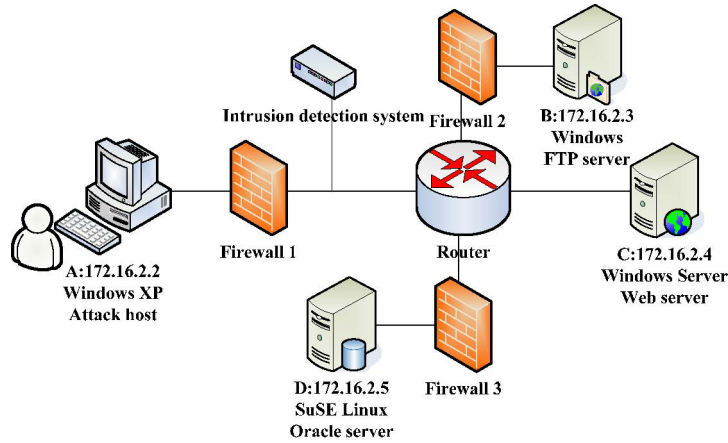 Intrusion detection system
Firewall 2
B:172.16.2.3
Windows
FTP server
Firewall 1
Router
A:172.16.2.2
Windows XP
Attack host
C:172.16.2.4
Windows Server
Web server
D:172.16.2.5
SuSE Linux
Oracle server
Firewall 3